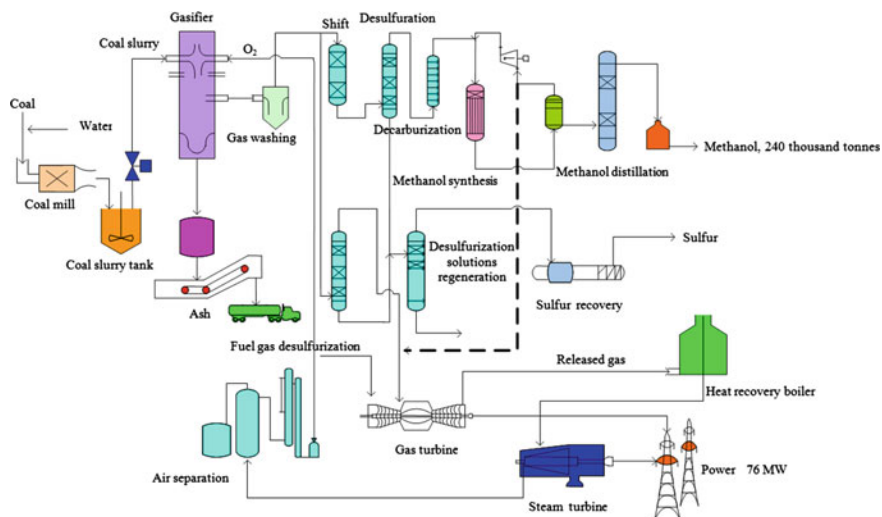 Gasifier
Coal slurry
O2
Shift
Desulfuration
Coal
Water
Gas washing
Decarburization
Coal mill
Methanol synthesis
Methanol distillation
Methanol, 240 thousand tonnes
Coal slurry tank
Desulfurization
solutions
regeneration
Sulfur
Sulfur recovery
Ash
Fuel gas desulfurization
Released gas
Heat recovery boiler
Gas turbine
Air separation
Steam turbine
Power 76 MW